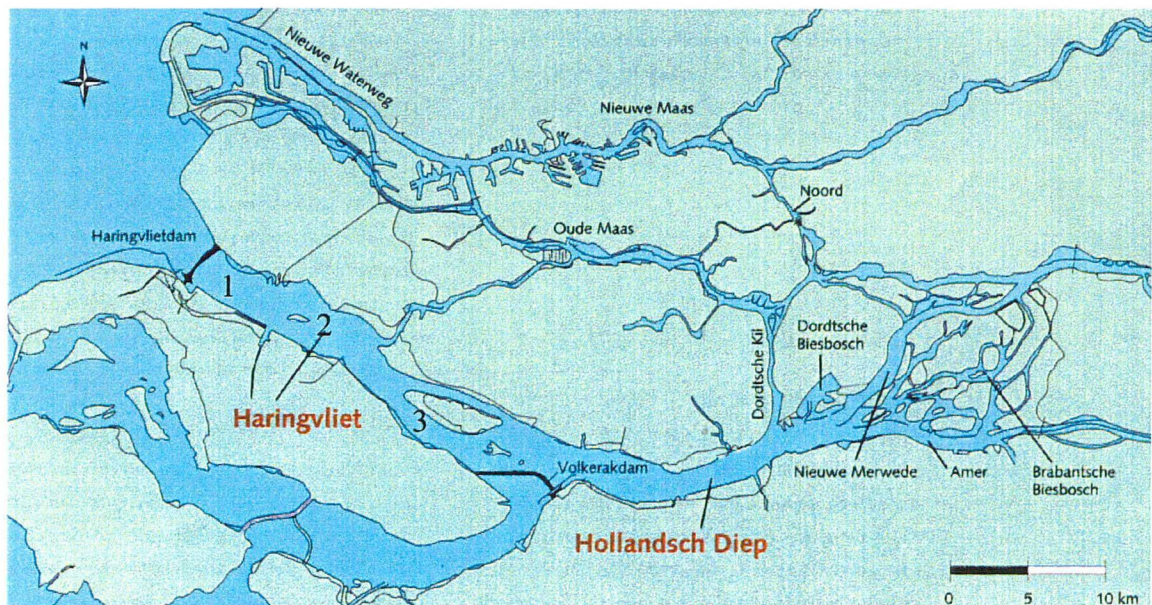 N
Nieuwe Waterweg
Nieuwe Maas
Noord
Haringvlietdam
Oude Maas
1
2
Dordtsche
Biesbosch
Dordtsche Kil
Haringvliet
3
Volkerakdam
Nieuwe Merwede
Amer
Brabantsche
Biesbosch
Hollandsch Diep
0
5
10 km